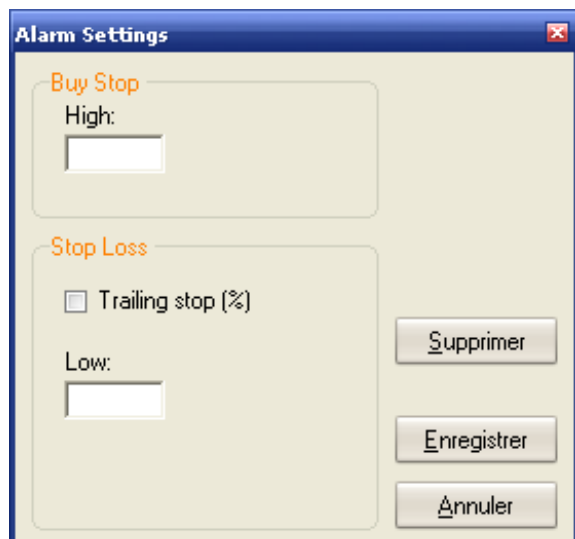 Alarm Settings
Buy Stop
High:
Stop Loss
Trailing stop (%)
Low:
Supprimer
Enregistrer
Annuler